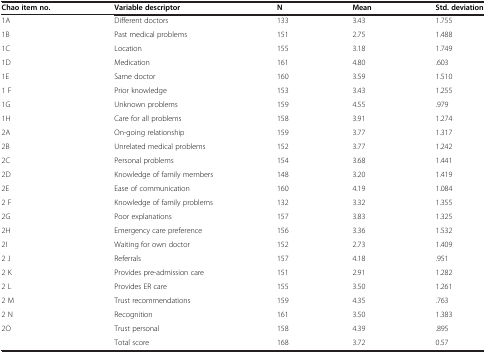 Chao item no. Variable descriptor N Mean Std. deviation
1A Different doctors 133 3.43 1.755
1B Past medical problems 151 2.75 1.488
1C Location 155 3.18 1.749
1D Medication 161 4.80 .603
1E Same doctor 160 3.59 1.510
1 F Prior knowledge 153 3.43 1.255
1G Unknown problems 159 4.55 .979
1H Care for all problems 158 3.91 1.274
2A On-going relationship 159 3.77 1.317
2B Unrelated medical problems 152 3.77 1.242
2C Personal problems 154 3.68 1.441
2D Knowledge of family members 148 3.20 1.419
2E Ease of communication 160 4.19 1.084
2 F Knowledge of family problems 132 3.32 1.355
2G Poor explanations 157 3.83 1.325
2H Emergency care preference 156 3.36 1.532
2I Waiting for own doctor 152 2.73 1.409
2 J Referrals 157 4.18 .951
2 K Provides pre-admission care 151 2.91 1.282
2 L Provides ER care 155 3.50 1.261
2 M Trust recommendations 159 4.35 .763
2 N Recognition 161 3.50 1.383
2O Trust personal 158 4.39 .895
Total score 168 3.72 0.57